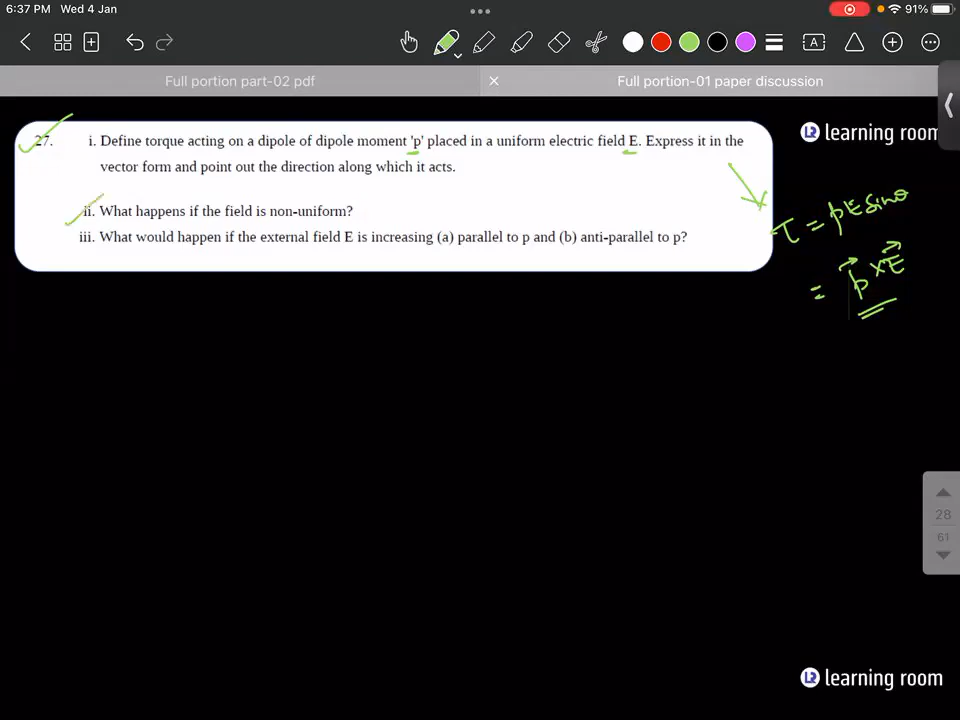 6:37 PM Wed 4 Jan
91%
Full portion part-02 pdf
Full portion-01 paper discussion
27. i. Define torque acting on a dipole of dipole moment 'p' placed in a uniform electric field E. Express it in the
vector form and point out the direction along which it acts.
ii. What happens if the field is non-uniform?
iii. What would happen if the external field E is increasing (a) parallel to p and (b) anti-parallel to p?
learning room
τ = pE sinθ
= p⃗ × E⃗
28
61
learning room